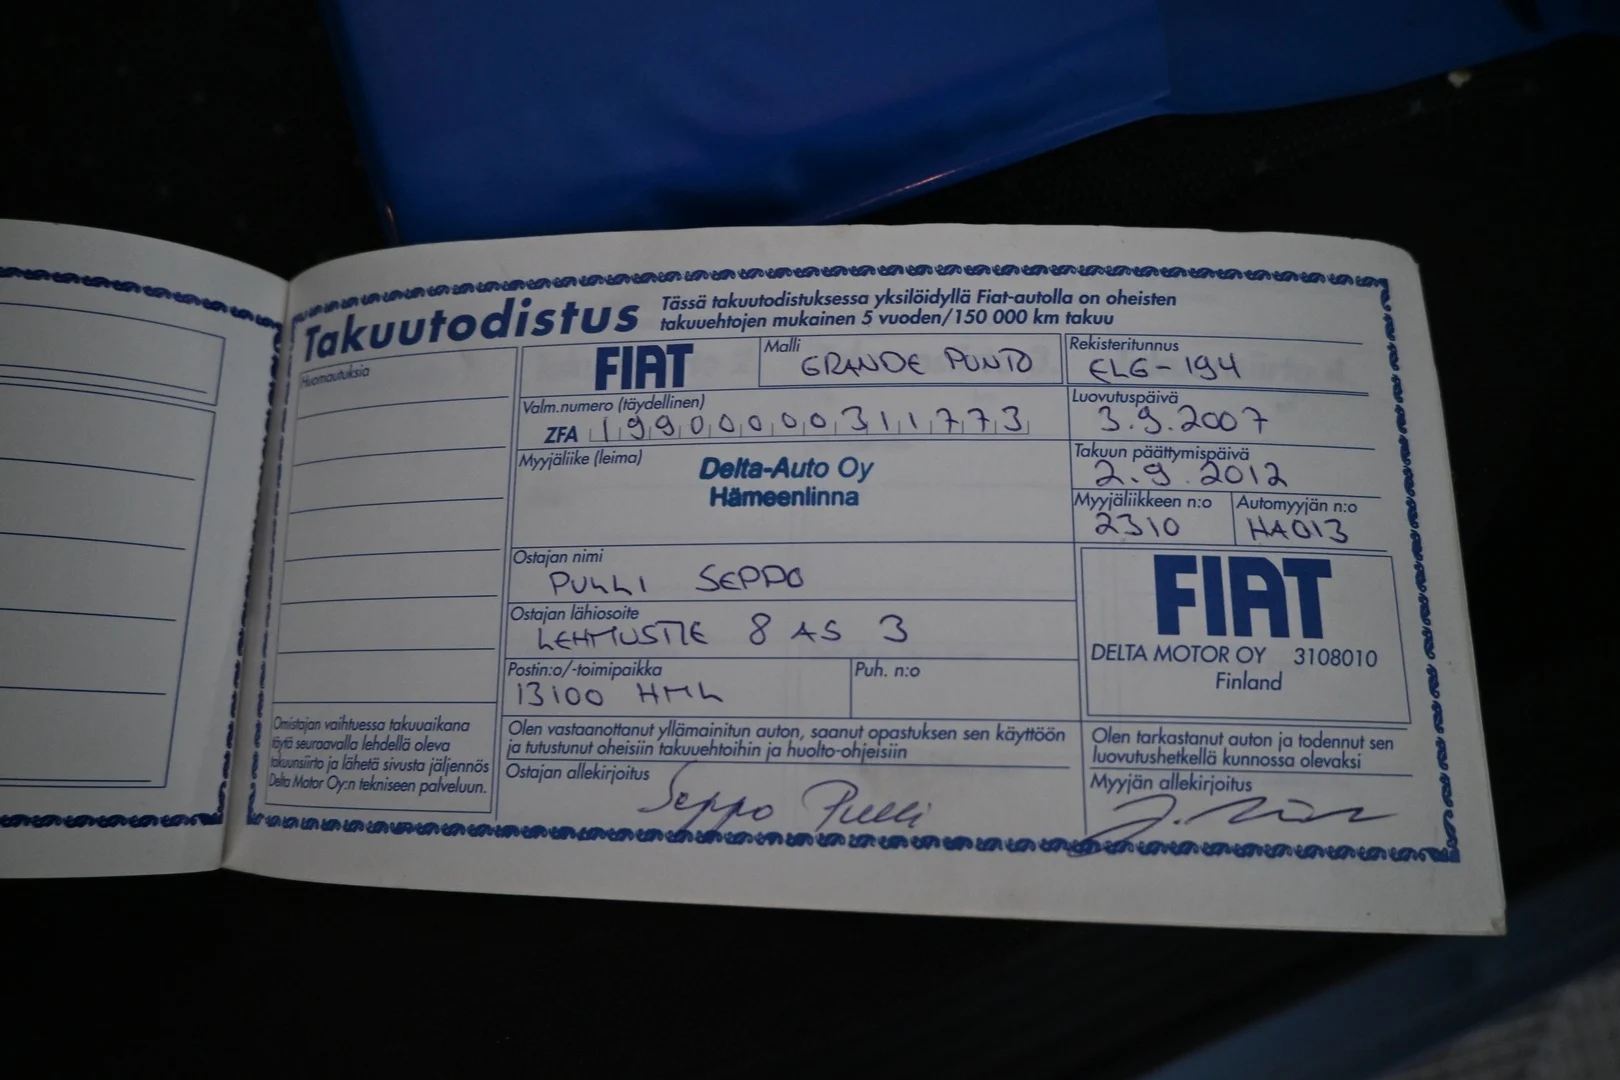 Takuutodistus
Tässä takuutodistuksessa yksilöidyllä Fiat-autolla on oheisten
takuuehtojen mukainen 5 vuoden/150 000 km takuu
Huomautuksia
FIAT
Malli
GRANDE PUNTO
Rekisteritunnus
ELG-194
Valm.numero (täydellinen)
ZFA 19900000311773
Luovutuspäivä
3.9.2007
Myyjäliike (leima)
Delta-Auto Oy
Hämeenlinna
Takuun päättymispäivä
2.9.2012
Myyjäliikkeen n:o
2310
Automyyjän n:o
HA013
Ostajan nimi
PULLI SEPPO
Ostajan lähiosoite
LEHMUSTIE 8 AS 3
Postin:o/-toimipaikka
13100 HML
Puh. n:o
FIAT
DELTA MOTOR OY 3108010
Finland
Omistajan vaihtuessa takuuaikana
täytä seuraavalla lehdellä oleva
takuunsiirto ja lähetä sivusta jäljennös
Delta Motor Oy:n tekniseen palveluun.
Olen vastaanottanut yllämainitun auton, saanut opastuksen sen käyttöön
ja tutustunut oheisiin takuuehtoihin ja huolto-ohjeisiin
Ostajan allekirjoitus
Seppo Pulli
Olen tarkastanut auton ja todennut sen
luovutushetkellä kunnossa olevaksi
Myyjän allekirjoitus